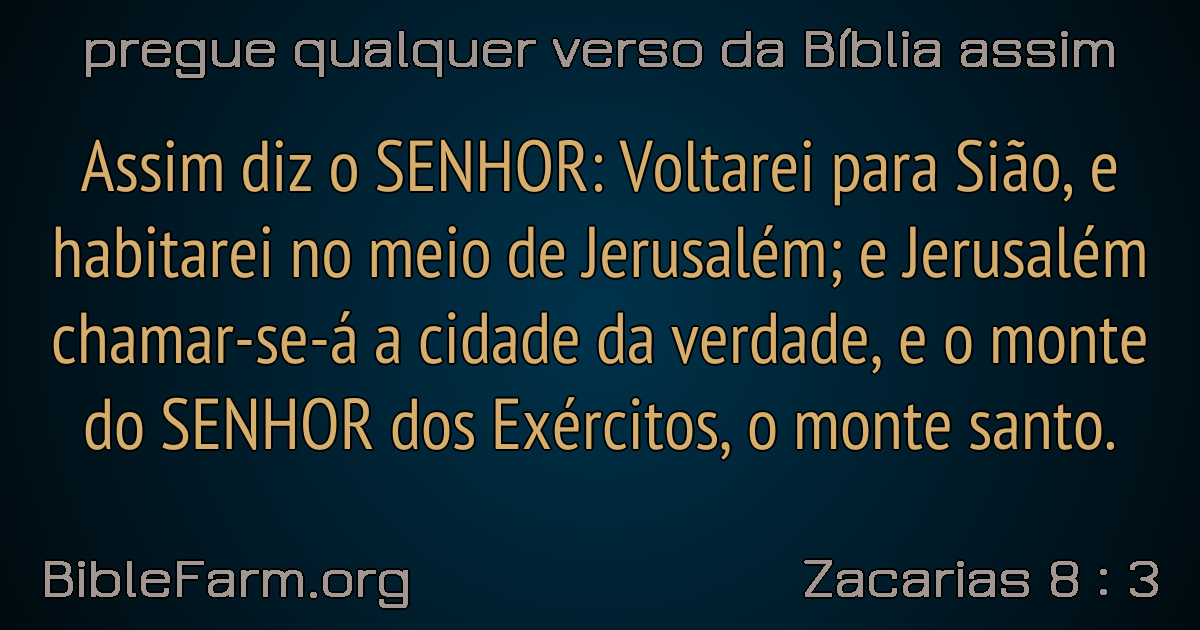 pregue qualquer verso da Bíblia assim
Assim diz o SENHOR: Voltarei para Sião, e
habitarei no meio de Jerusalém; e Jerusalém
chamar-se-á a cidade da verdade, e o monte
do SENHOR dos Exércitos, o monte santo.
BibleFarm.org
Zacarias 8 : 3